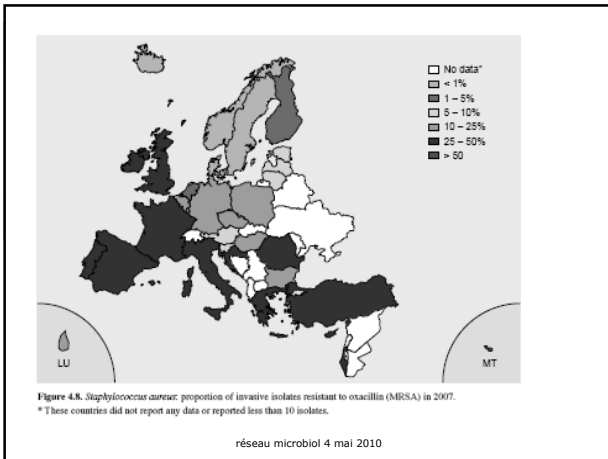 No data*
< 1%
1 – 5%
5 – 10%
10 – 25%
25 – 50%
> 50
LU
MT
Figure 4.8. Staphylococcus aureus: proportion of invasive isolates resistant to oxacillin (MRSA) in 2007.
* These countries did not report any data or reported less than 10 isolates.
réseau microbiol 4 mai 2010